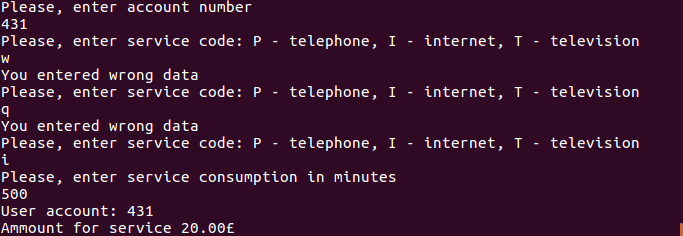 Please, enter account number
431
Please, enter service code: P - telephone, I - internet, T - television
w
You entered wrong data
Please, enter service code: P - telephone, I - internet, T - television
q
You entered wrong data
Please, enter service code: P - telephone, I - internet, T - television
i
Please, enter service consumption in minutes
500
User account: 431
Ammount for service 20.00£